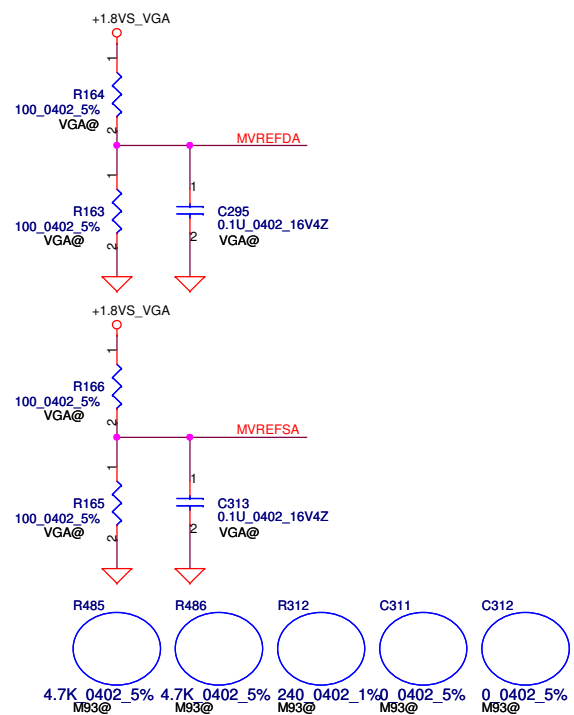 +1.8VS_VGA
1
R164
100_0402_5%
VGA@
2
MVREFDA
1
R163
100_0402_5%
VGA@
2
1
C295
0.1U_0402_16V4Z
2
VGA@
+1.8VS_VGA
1
R166
100_0402_5%
VGA@
2
MVREFSA
1
R165
100_0402_5%
VGA@
2
1
C313
0.1U_0402_16V4Z
2
VGA@
R485 R486 R312 C311 C312
4.7K_0402_5% 4.7K_0402_5% 240_0402_1% 0_0402_5% 0_0402_5%
M93@ M93@ M93@ M93@ M93@